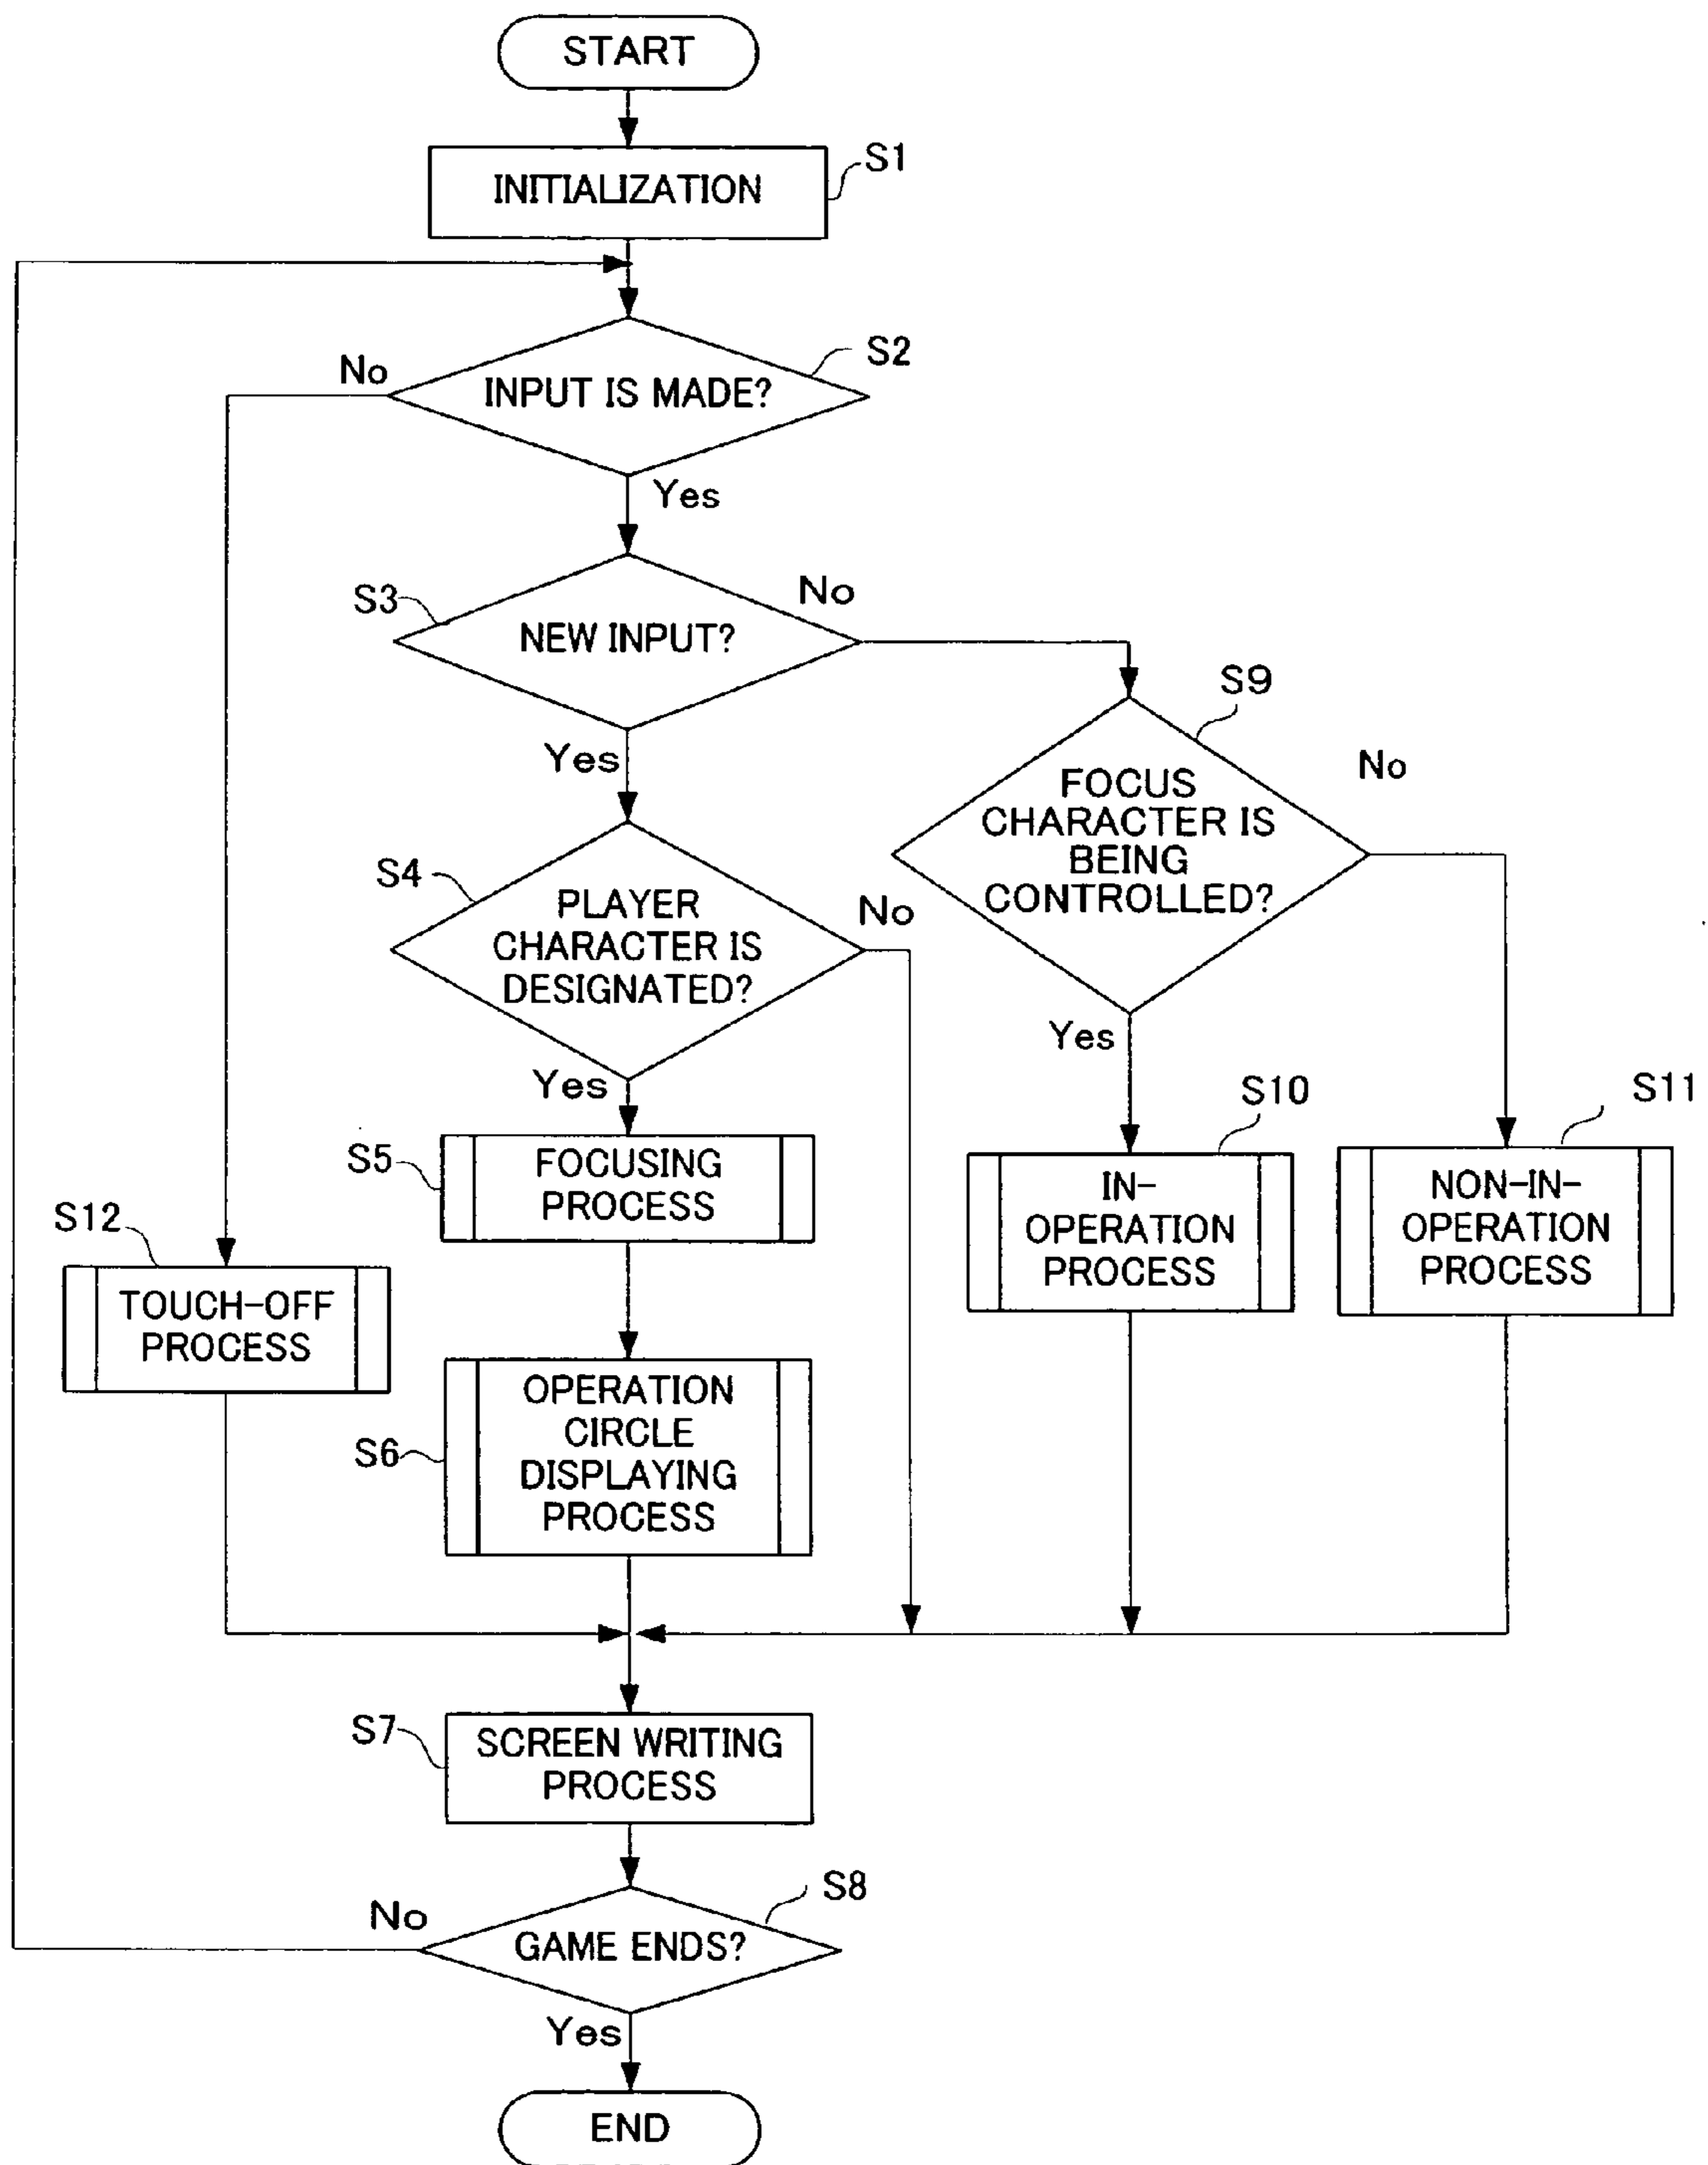 START
INITIALIZATION
S1
INPUT IS MADE?
S2
No
Yes
S3
NEW INPUT?
No
Yes
S9
FOCUS
CHARACTER IS
BEING
CONTROLLED?
No
Yes
S4
PLAYER
CHARACTER IS
DESIGNATED?
No
Yes
S5
FOCUSING
PROCESS
S10
IN-
OPERATION
PROCESS
S11
NON-IN-
OPERATION
PROCESS
S12
TOUCH-OFF
PROCESS
S6
OPERATION
CIRCLE
DISPLAYING
PROCESS
S7
SCREEN WRITING
PROCESS
S8
GAME ENDS?
No
Yes
END